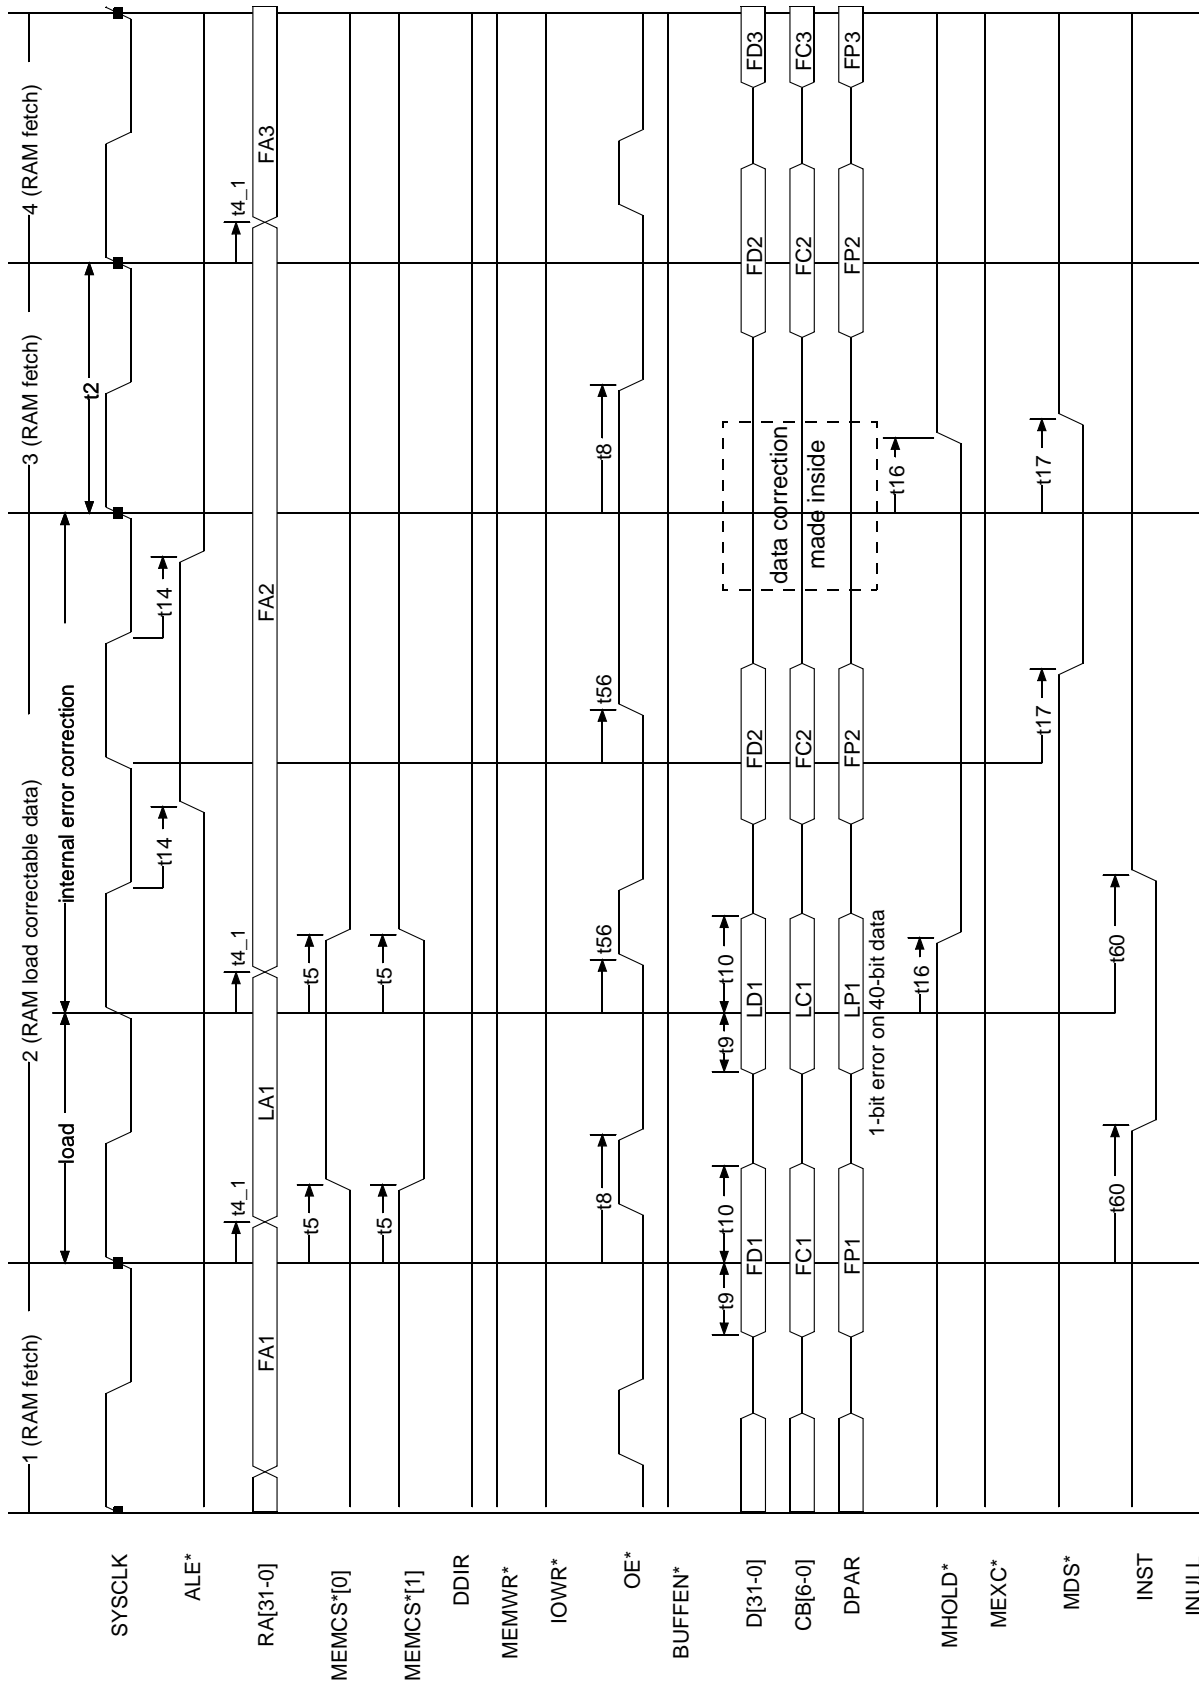 1 (RAM fetch)
2 (RAM load correctable data)
3 (RAM fetch)
4 (RAM fetch)
load
internal error correction
t2
SYSCLK
t14
t14
ALE*
t4_1
t4_1
t4_1
RA[31-0]
FA1
LA1
FA2
FA3
t5
t5
MEMCS*[0]
t5
t5
MEMCS*[1]
DDIR
MEMWR*
IOWR*
t8
t56
t56
t8
OE*
BUFFEN*
t9
t10
t9
t10
D[31-0]
FD1
LD1
FD2
FD2
FD3
data correction
made inside
CB[6-0]
FC1
LC1
FC2
FC2
FC3
DPAR
FP1
LP1
FP2
FP2
FP3
1-bit error on 40-bit data
t16
t16
MHOLD*
MEXC*
t17
t17
MDS*
t60
t60
INST
INULL